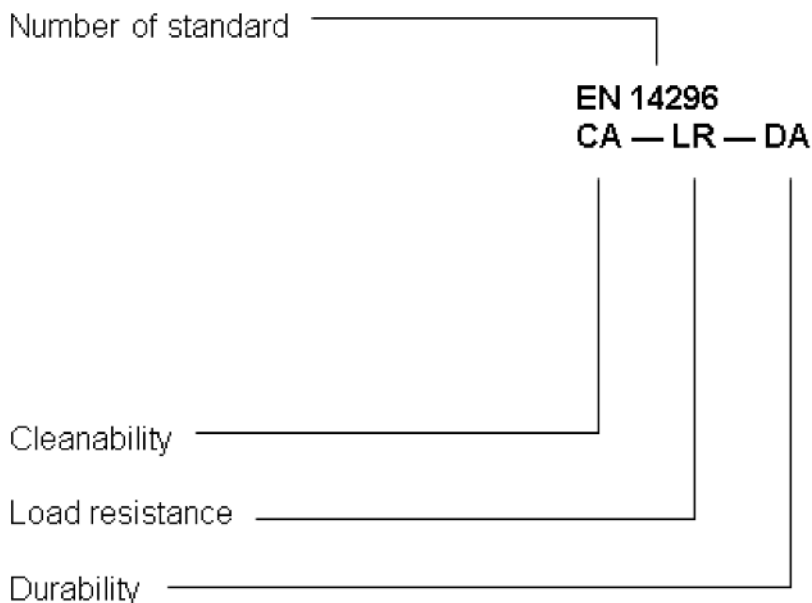 Number of standard
EN 14296
CA — LR — DA
Cleanability
Load resistance
Durability